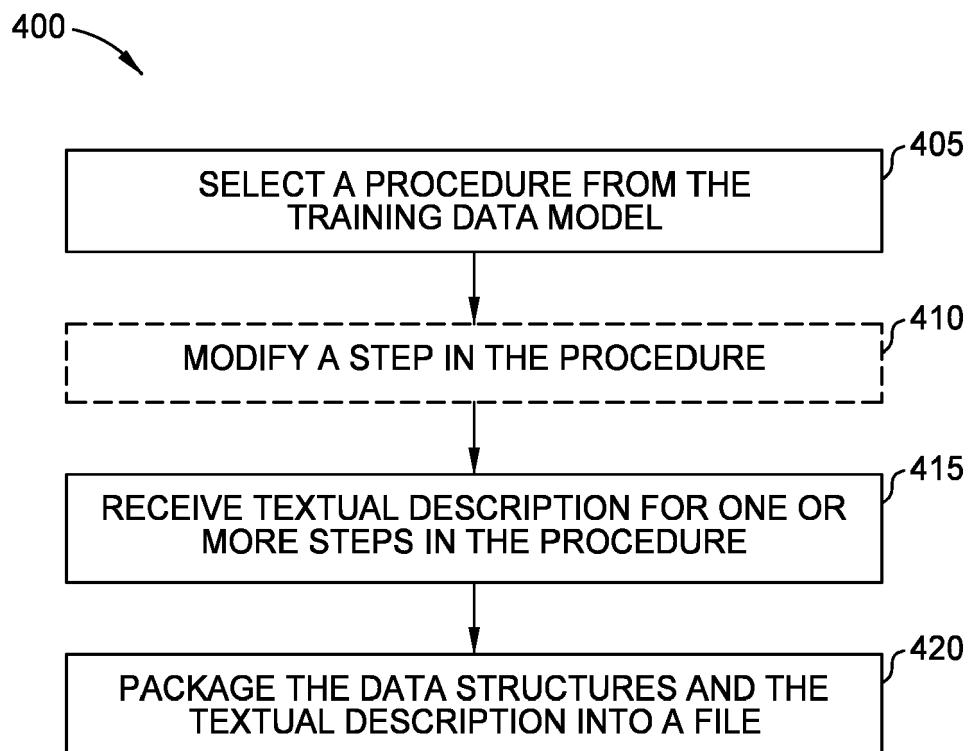 400
405
SELECT A PROCEDURE FROM THE
TRAINING DATA MODEL
410
MODIFY A STEP IN THE PROCEDURE
415
RECEIVE TEXTUAL DESCRIPTION FOR ONE OR
MORE STEPS IN THE PROCEDURE
420
PACKAGE THE DATA STRUCTURES AND THE
TEXTUAL DESCRIPTION INTO A FILE